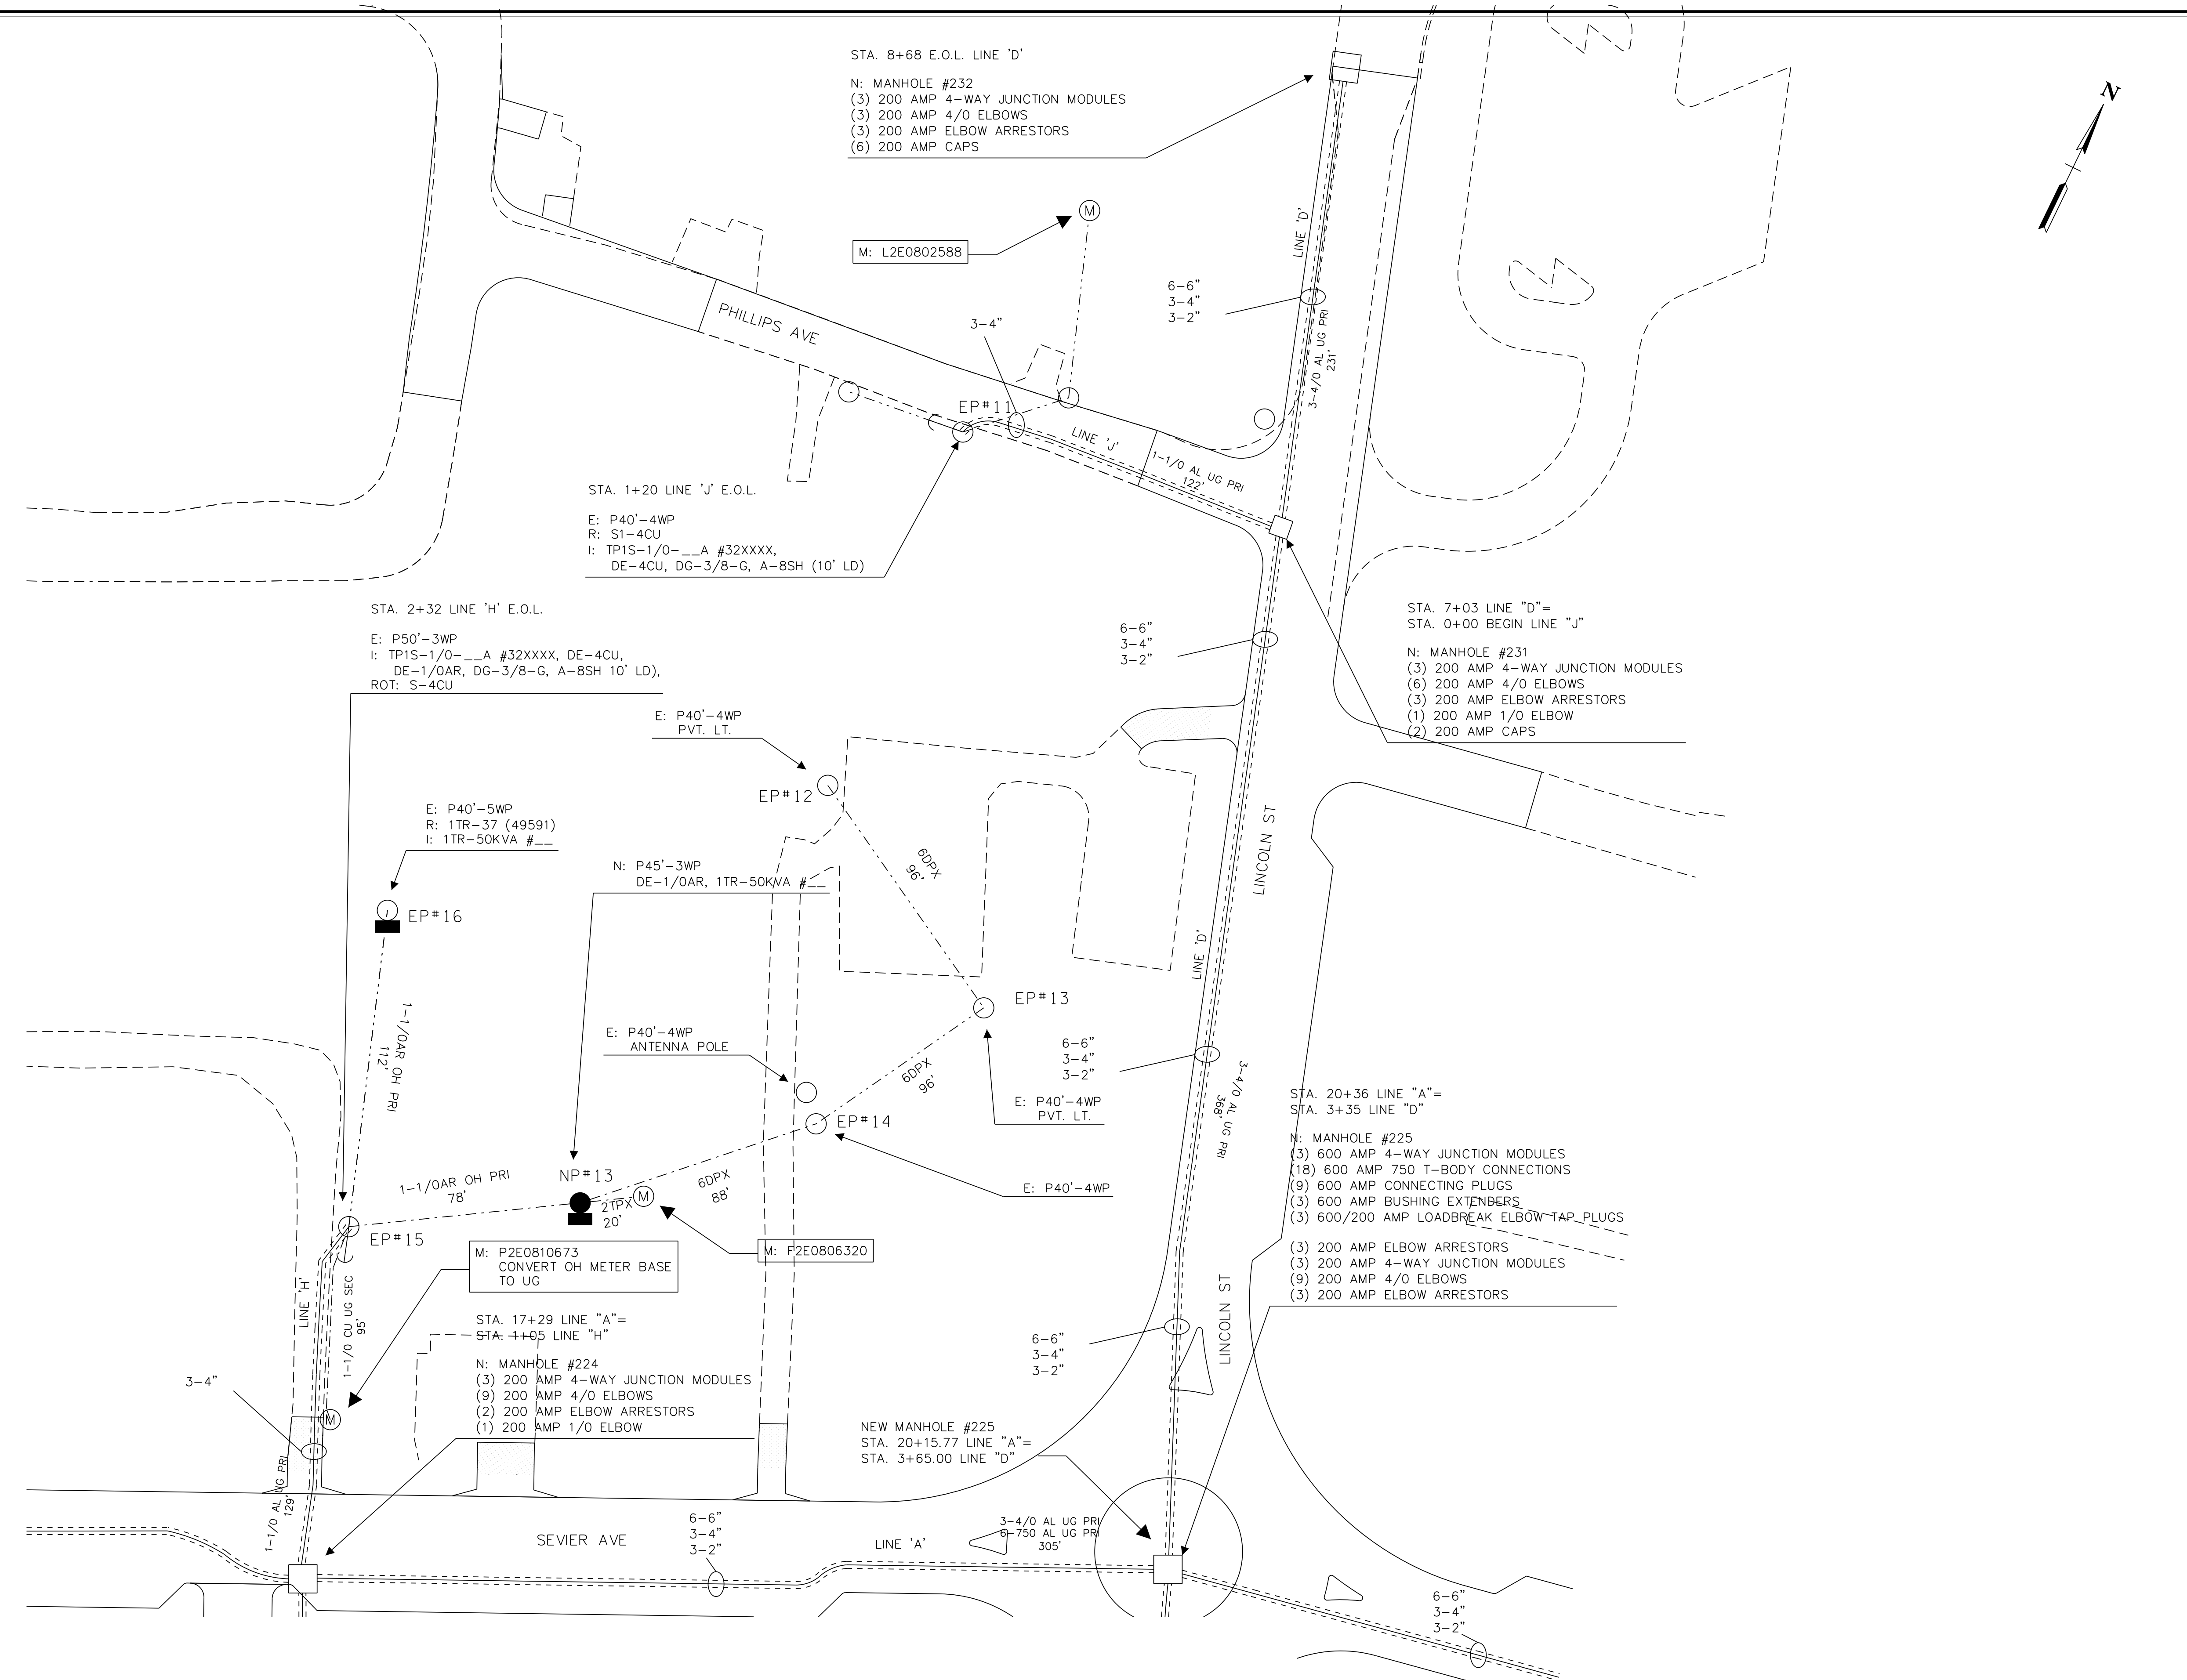 STA. 8+68 E.O.L. LINE 'D'
N: MANHOLE #232
(3) 200 AMP 4-WAY JUNCTION MODULES
(3) 200 AMP 4/0 ELBOWS
(3) 200 AMP ELBOW ARRESTORS
(6) 200 AMP CAPS
N
M
M: L2E0802588
LINE 'D'
6-6"
3-4"
3-2"
3-4/0 AL UG PRI
231'
PHILLIPS AVE
3-4"
EP#11
LINE 'J'
1-1/0 AL UG PRI
122'
STA. 1+20 LINE 'J' E.O.L.
E: P40'-4WP
R: S1-4CU
I: TP1S-1/0-__A #32XXXX,
DE-4CU, DG-3/8-G, A-8SH (10' LD)
STA. 2+32 LINE 'H' E.O.L.
E: P50'-3WP
I: TP1S-1/0-__A #32XXXX, DE-4CU,
DE-1/0AR, DG-3/8-G, A-8SH 10' LD),
ROT: S-4CU
6-6"
3-4"
3-2"
STA. 7+03 LINE "D"=
STA. 0+00 BEGIN LINE "J"
N: MANHOLE #231
(3) 200 AMP 4-WAY JUNCTION MODULES
(6) 200 AMP 4/0 ELBOWS
(3) 200 AMP ELBOW ARRESTORS
(1) 200 AMP 1/0 ELBOW
(2) 200 AMP CAPS
E: P40'-4WP
PVT. LT.
EP#12
E: P40'-5WP
R: 1TR-37 (49591)
I: 1TR-50KVA #__
EP#16
N: P45'-3WP
DE-1/0AR, 1TR-50KVA #__
6DPX
96'
LINCOLN ST
LINE 'D'
EP#13
1-1/0AR OH PRI
112'
E: P40'-4WP
ANTENNA POLE
6-6"
3-4"
3-2"
6DPX
96'
3-4/0 AL UG PRI
368'
E: P40'-4WP
PVT. LT.
EP#14
STA. 20+36 LINE "A"=
STA. 3+35 LINE "D"
N: MANHOLE #225
(3) 600 AMP 4-WAY JUNCTION MODULES
(18) 600 AMP 750 T-BODY CONNECTIONS
(9) 600 AMP CONNECTING PLUGS
(3) 600 AMP BUSHING EXTENDERS
(3) 600/200 AMP LOADBREAK ELBOW TAP PLUGS
(3) 200 AMP ELBOW ARRESTORS
(3) 200 AMP 4-WAY JUNCTION MODULES
(9) 200 AMP 4/0 ELBOWS
(3) 200 AMP ELBOW ARRESTORS
1-1/0AR OH PRI
78'
NP#13
M
2TPX
20'
6DPX
88'
E: P40'-4WP
EP#15
M: P2E0810673
CONVERT OH METER BASE
TO UG
M: F2E0806320
LINE 'H'
1-1/0 CU UG SEC
95'
LINCOLN ST
STA. 17+29 LINE "A"=
STA. 1+05 LINE "H"
N: MANHOLE #224
(3) 200 AMP 4-WAY JUNCTION MODULES
(9) 200 AMP 4/0 ELBOWS
(2) 200 AMP ELBOW ARRESTORS
(1) 200 AMP 1/0 ELBOW
6-6"
3-4"
3-2"
3-4"
M
NEW MANHOLE #225
STA. 20+15.77 LINE "A"=
STA. 3+65.00 LINE "D"
1-1/0 AL UG PRI
129'
SEVIER AVE
6-6"
3-4"
3-2"
LINE 'A'
3-4/0 AL UG PRI
6-750 AL UG PRI
305'
6-6"
3-4"
3-2"